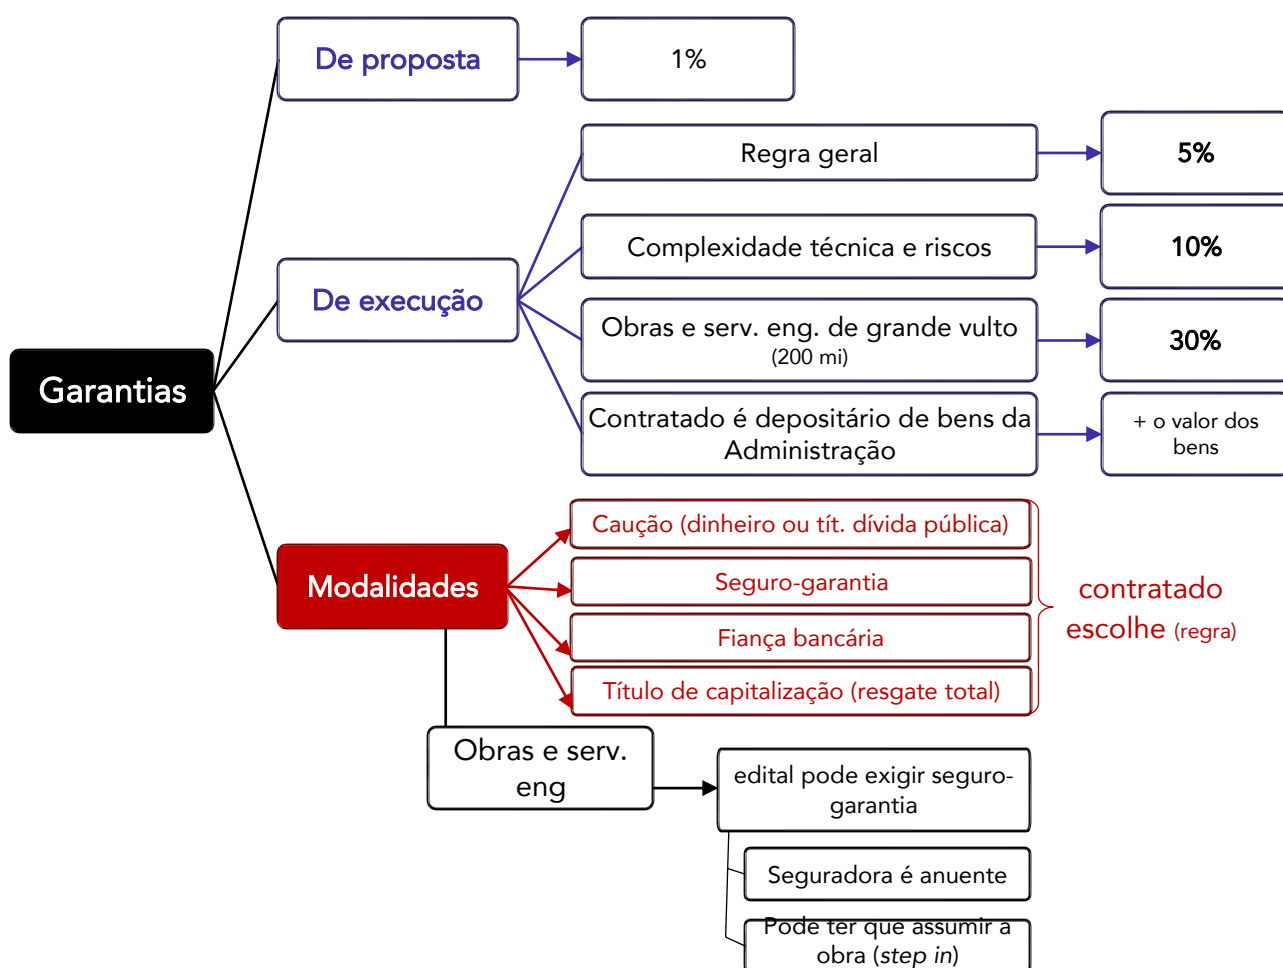 De proposta
1%
Regra geral
5%
Complexidade técnica e riscos
10%
De execução
Obras e serv. eng. de grande vulto
(200 mi)
30%
Contratado é depositário de bens da
Administração
+ o valor dos
bens
Garantias
Modalidades
Caução (dinheiro ou tít. dívida pública)
Seguro-garantia
Fiança bancária
Título de capitalização (resgate total)
contratado
escolhe (regra)
Obras e serv.
eng
edital pode exigir seguro-
garantia
Seguradora é anuente
Pode ter que assumir a
obra (step in)